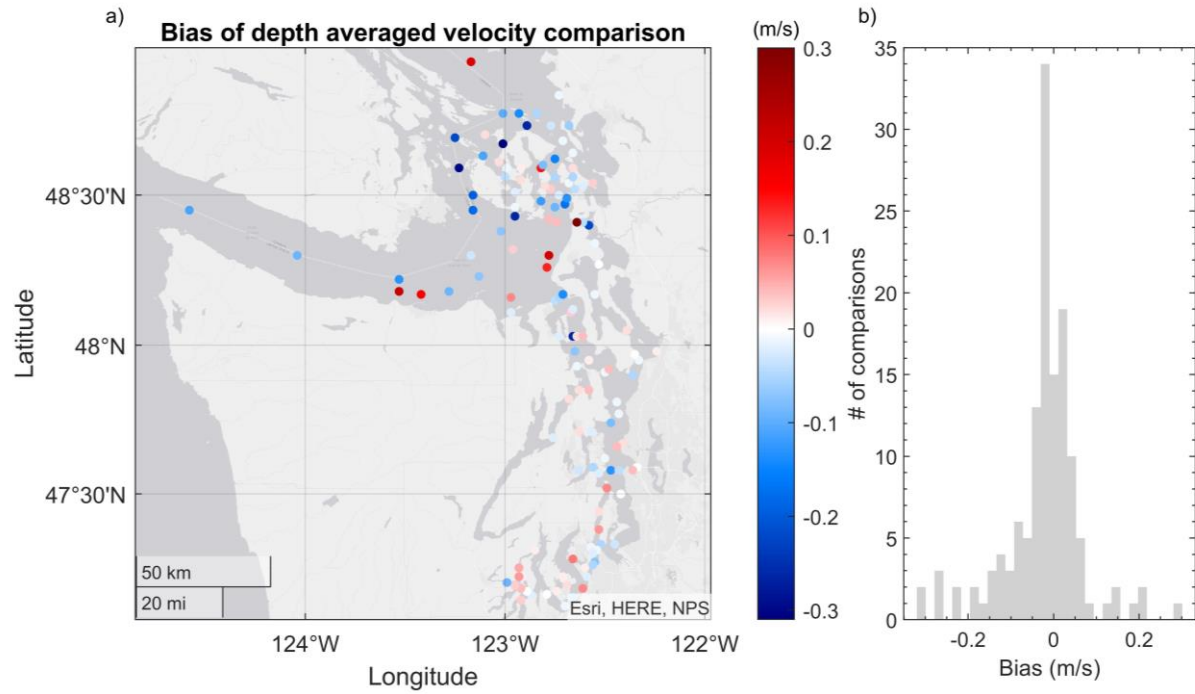 a)
Bias of depth averaged velocity comparison
(m/s)
b)
Latitude
48°30'N
48°N
47°30'N
50 km
20 mi
Esri, HERE, NPS
124°W
123°W
122°W
Longitude
0.3
0.2
0.1
0
-0.1
-0.2
-0.3
# of comparisons
35
30
25
20
15
10
5
0
-0.2
0
0.2
Bias (m/s)